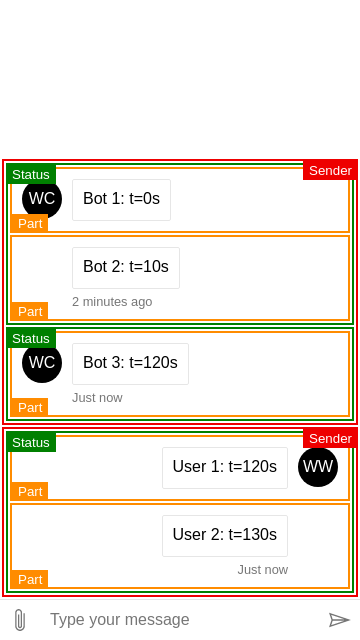 Sender
Status
WC
Bot 1: t=0s
Part
Bot 2: t=10s
2 minutes ago
Part
Status
WC
Bot 3: t=120s
Just now
Part
Sender
Status
User 1: t=120s
WW
Part
User 2: t=130s
Just now
Part
Type your message